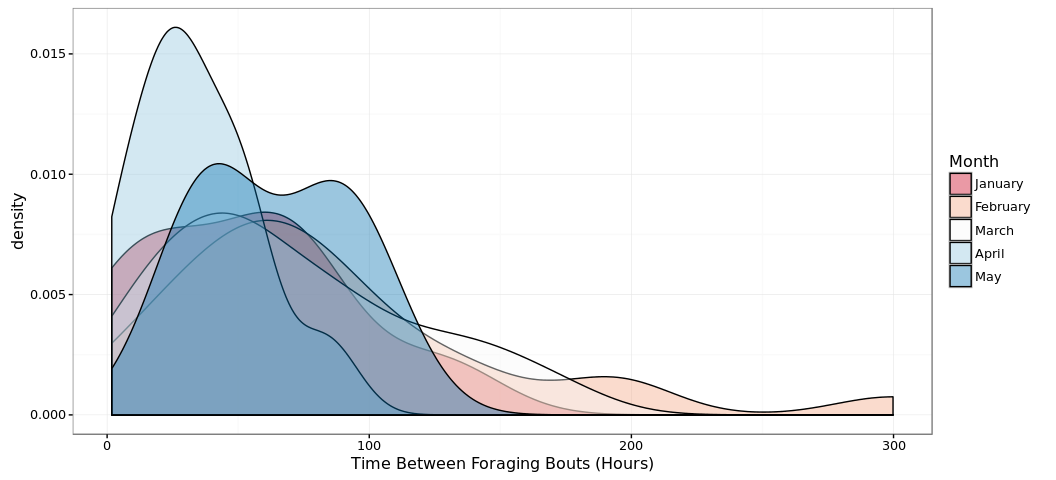 density
0.015
0.010
0.005
0.000
0
100
200
300
Time Between Foraging Bouts (Hours)
Month
January
February
March
April
May